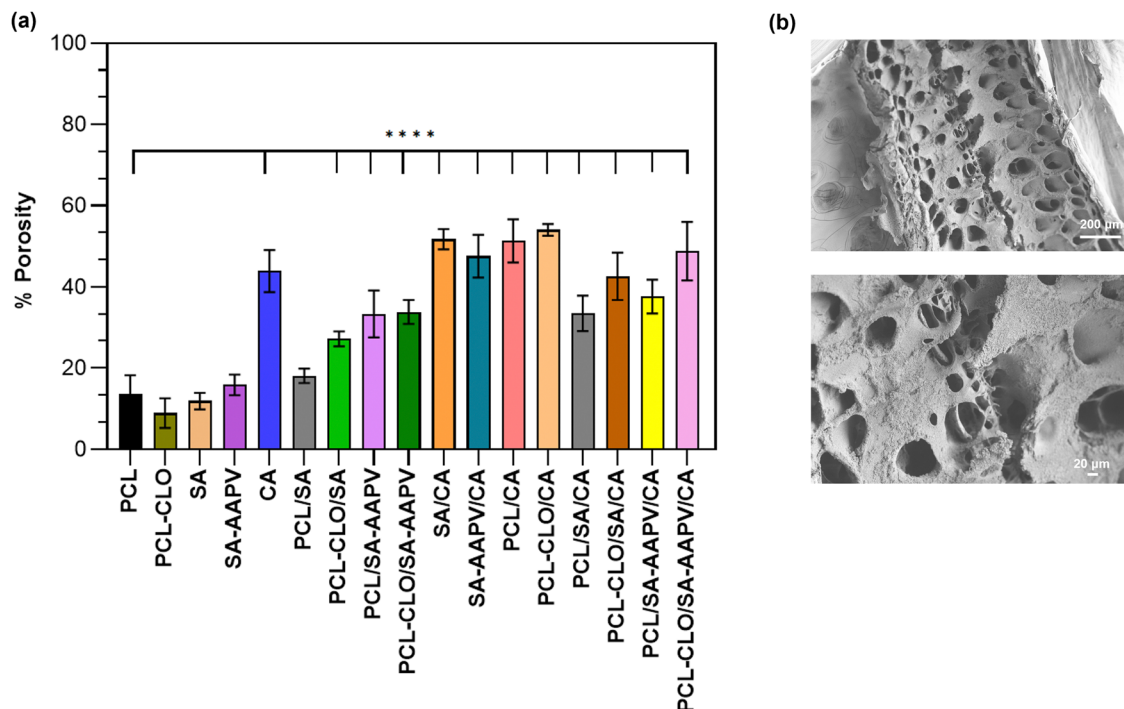 (a)
(b)
100
80
60
40
20
0
% Porosity
****
PCL
PCL-CLO
SA
SA-AAPV
CA
PCL/SA
PCL-CLO/SA
PCL/SA-AAPV
PCL-CLO/SA-AAPV
SA/CA
SA-AAPV/CA
PCL/CA
PCL-CLO/CA
PCL/SA/CA
PCL-CLO/SA/CA
PCL/SA-AAPV/CA
PCL-CLO/SA-AAPV/CA
200 µm
20 µm